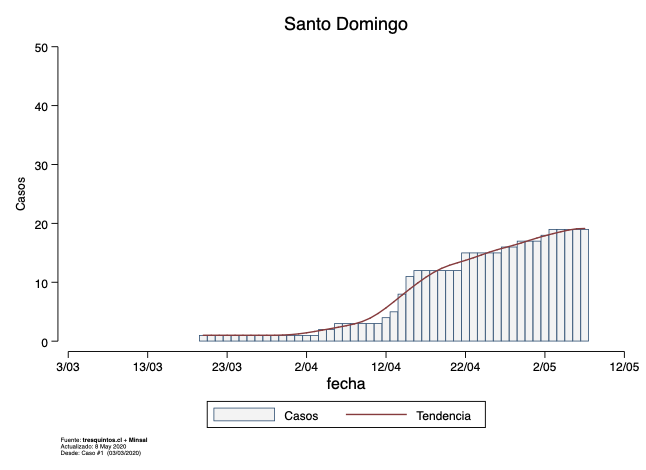 Santo Domingo
50
40
30
20
10
0
Casos
3/03 13/03 23/03 2/04 12/04 22/04 2/05 12/05
fecha
Casos Tendencia
Fuente: tresquintos.cl + Minsal
Actualizado: 8 May 2020
Desde: Caso #1 (03/03/2020)